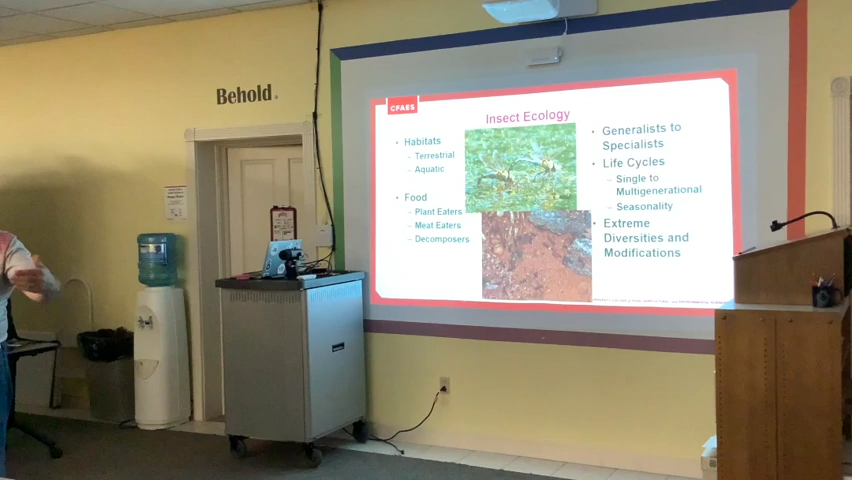 Behold.
CFAES
Insect Ecology
• Habitats
– Terrestrial
– Aquatic
• Food
– Plant Eaters
– Meat Eaters
– Decomposers
• Generalists to
Specialists
• Life Cycles
– Single to
Multigenerational
– Seasonality
• Extreme
Diversities and
Modifications